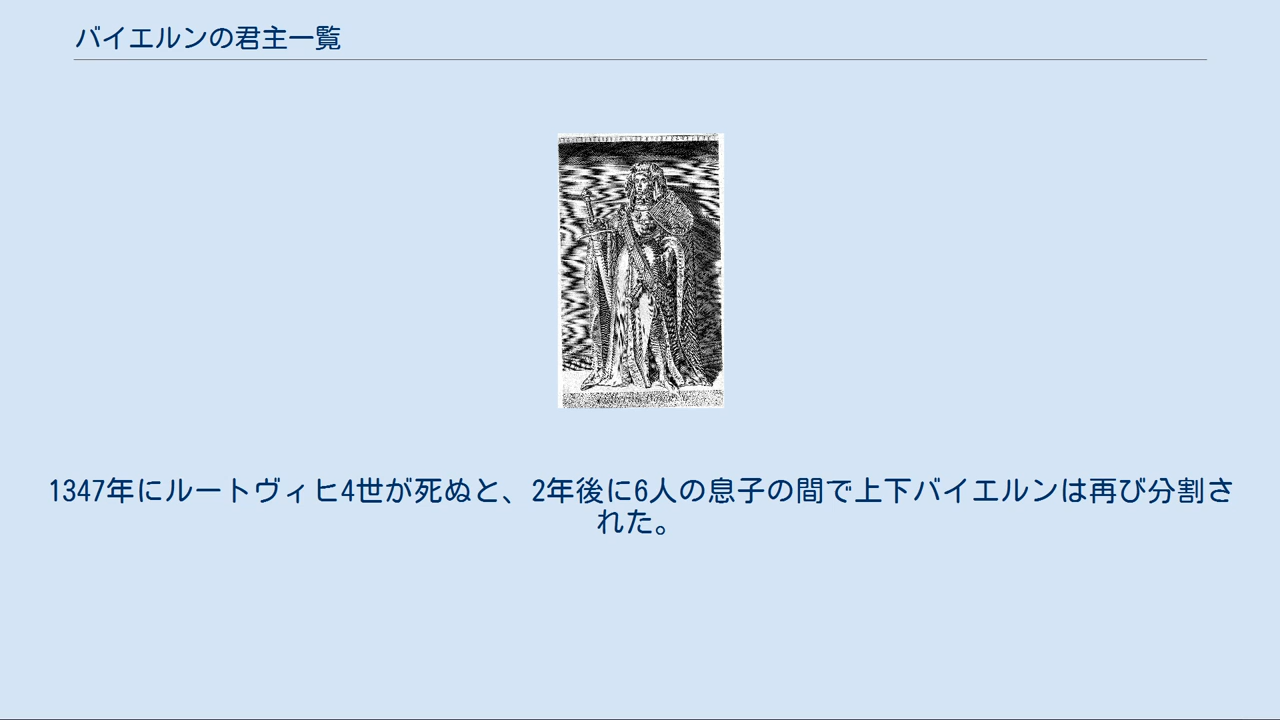 バイエルンの君主一覧
1347年にルートヴィヒ4世が死ぬと、2年後に6人の息子の間で上下バイエルンは再び分割さ
れた。